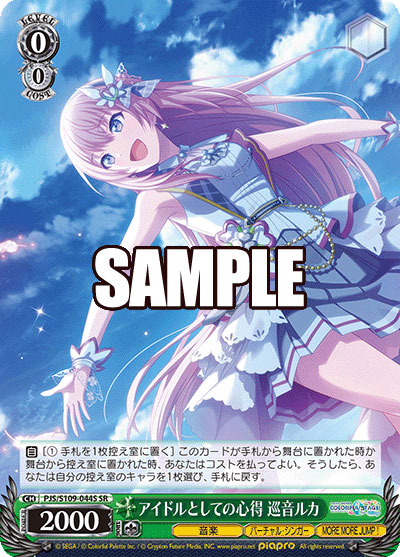 LEVEL
0
0
COST
SAMPLE
自 [① 手札を1枚控え室に置く] このカードが手札から舞台に置かれた時か
舞台から控え室に置かれた時、あなたはコストを払ってよい。そうしたら、あ
なたは自分の控え室のキャラを1枚選び、手札に戻す。
CH PJS/S109-044S SR
アイドルとしての心得 巡音ルカ
COLORFUL STAGE!
POWER 2000
音楽 バーチャル・シンガー MORE MORE JUMP!
© SEGA / © Colorful Palette Inc. / © Crypton Future Media, INC. www.piapro.net piapro All rights reserved.